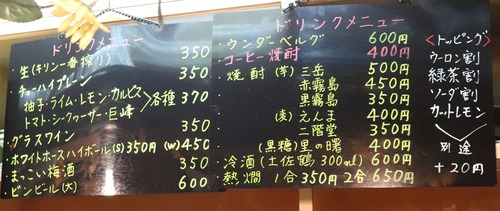 ドリンクメニュー
・生(キリン一番搾り) 350
・チューハイプレーン 350
柚子・ライム・レモン・カルピス
トマト・シークヮーサー・巨峰 > 各種 370
・グラスワイン
・ホワイトホースハイボール(S) 350円 (W) 450
・まっこい梅酒 350
・ビンビール(大) 600
ドリンクメニュー
・ウンダーベルグ 600円
・コーヒー焼酎 400円
・焼酎(芋)三岳 500円
赤霧島 450円
黒霧島 350円
(麦)えんま 400円
二階堂 350円
(黒糖)里の曙 400円
・冷酒(土佐鶴300ml) 600円
・熱燗 1合350円 2合650円
<トッピング>
ウーロン割
緑茶割
ソーダ割
カットレモン
別途
+20円